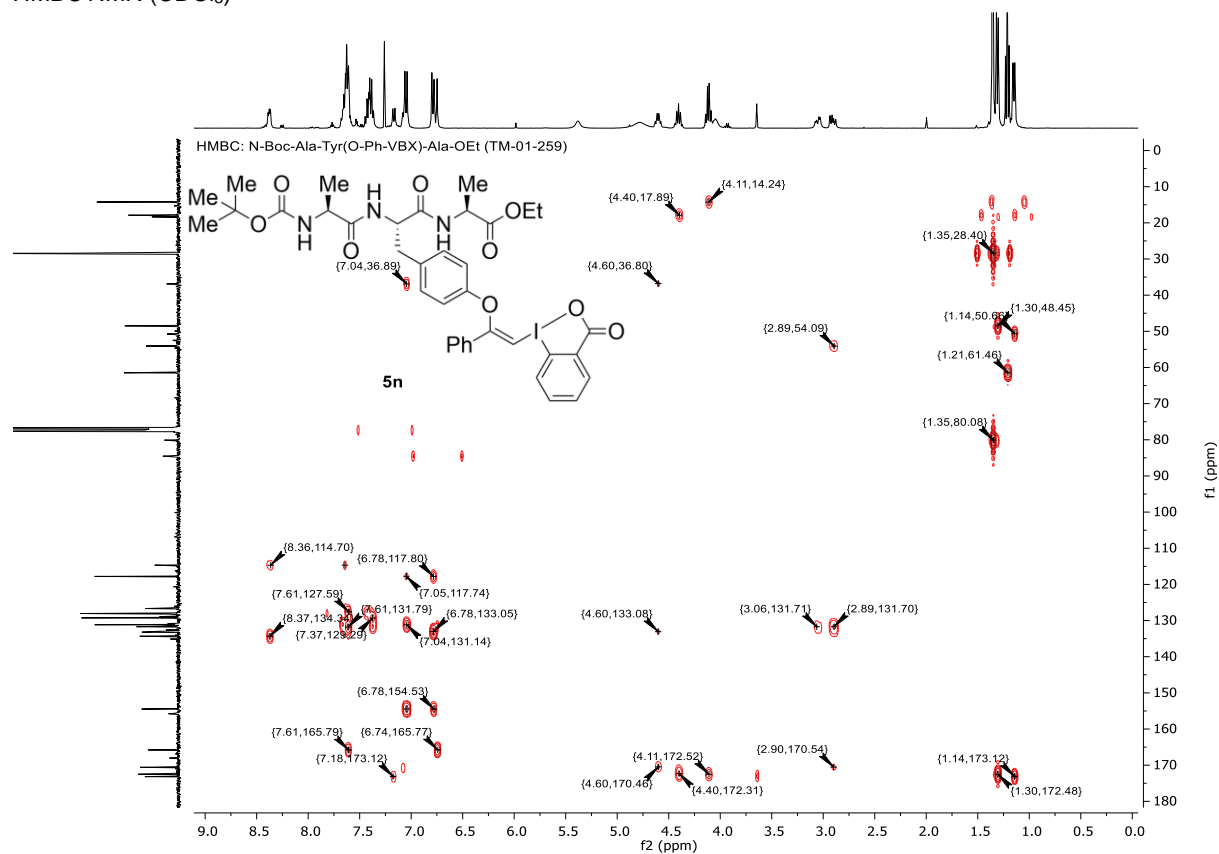 HMBC NMR (CDCl₃)
HMBC: N-Boc-Ala-Tyr(O-Ph-VBX)-Ala-OEt (TM-01-259)
Me
Me
Me
O
O
N
H
Me
O
H
N
O
N
H
Me
O
OEt
O
Ph
I
O
O
5n
{4.40,17.89}
{4.11,14.24}
{1.35,28.40}
{7.04,36.89}
{4.60,36.80}
{1.14,50.66}
{1.30,48.45}
{2.89,54.09}
{1.21,61.46}
{1.35,80.08}
{8.36,114.70}
{6.78,117.80}
{7.05,117.74}
{7.61,127.59}
{7.61,131.79}
{6.78,133.05}
{8.37,134.34}
{7.37,129.29}
{7.04,131.14}
{4.60,133.08}
{3.06,131.71}
{2.89,131.70}
{6.78,154.53}
{7.61,165.79}
{6.74,165.77}
{7.18,173.12}
{4.11,172.52}
{2.90,170.54}
{1.14,173.12}
{4.60,170.46}
{4.40,172.31}
{1.30,172.48}
0
10
20
30
40
50
60
70
80
90
100
110
120
130
140
150
160
170
180
f1 (ppm)
9.0 8.5 8.0 7.5 7.0 6.5 6.0 5.5 5.0 4.5 4.0 3.5 3.0 2.5 2.0 1.5 1.0 0.5 0.0
f2 (ppm)